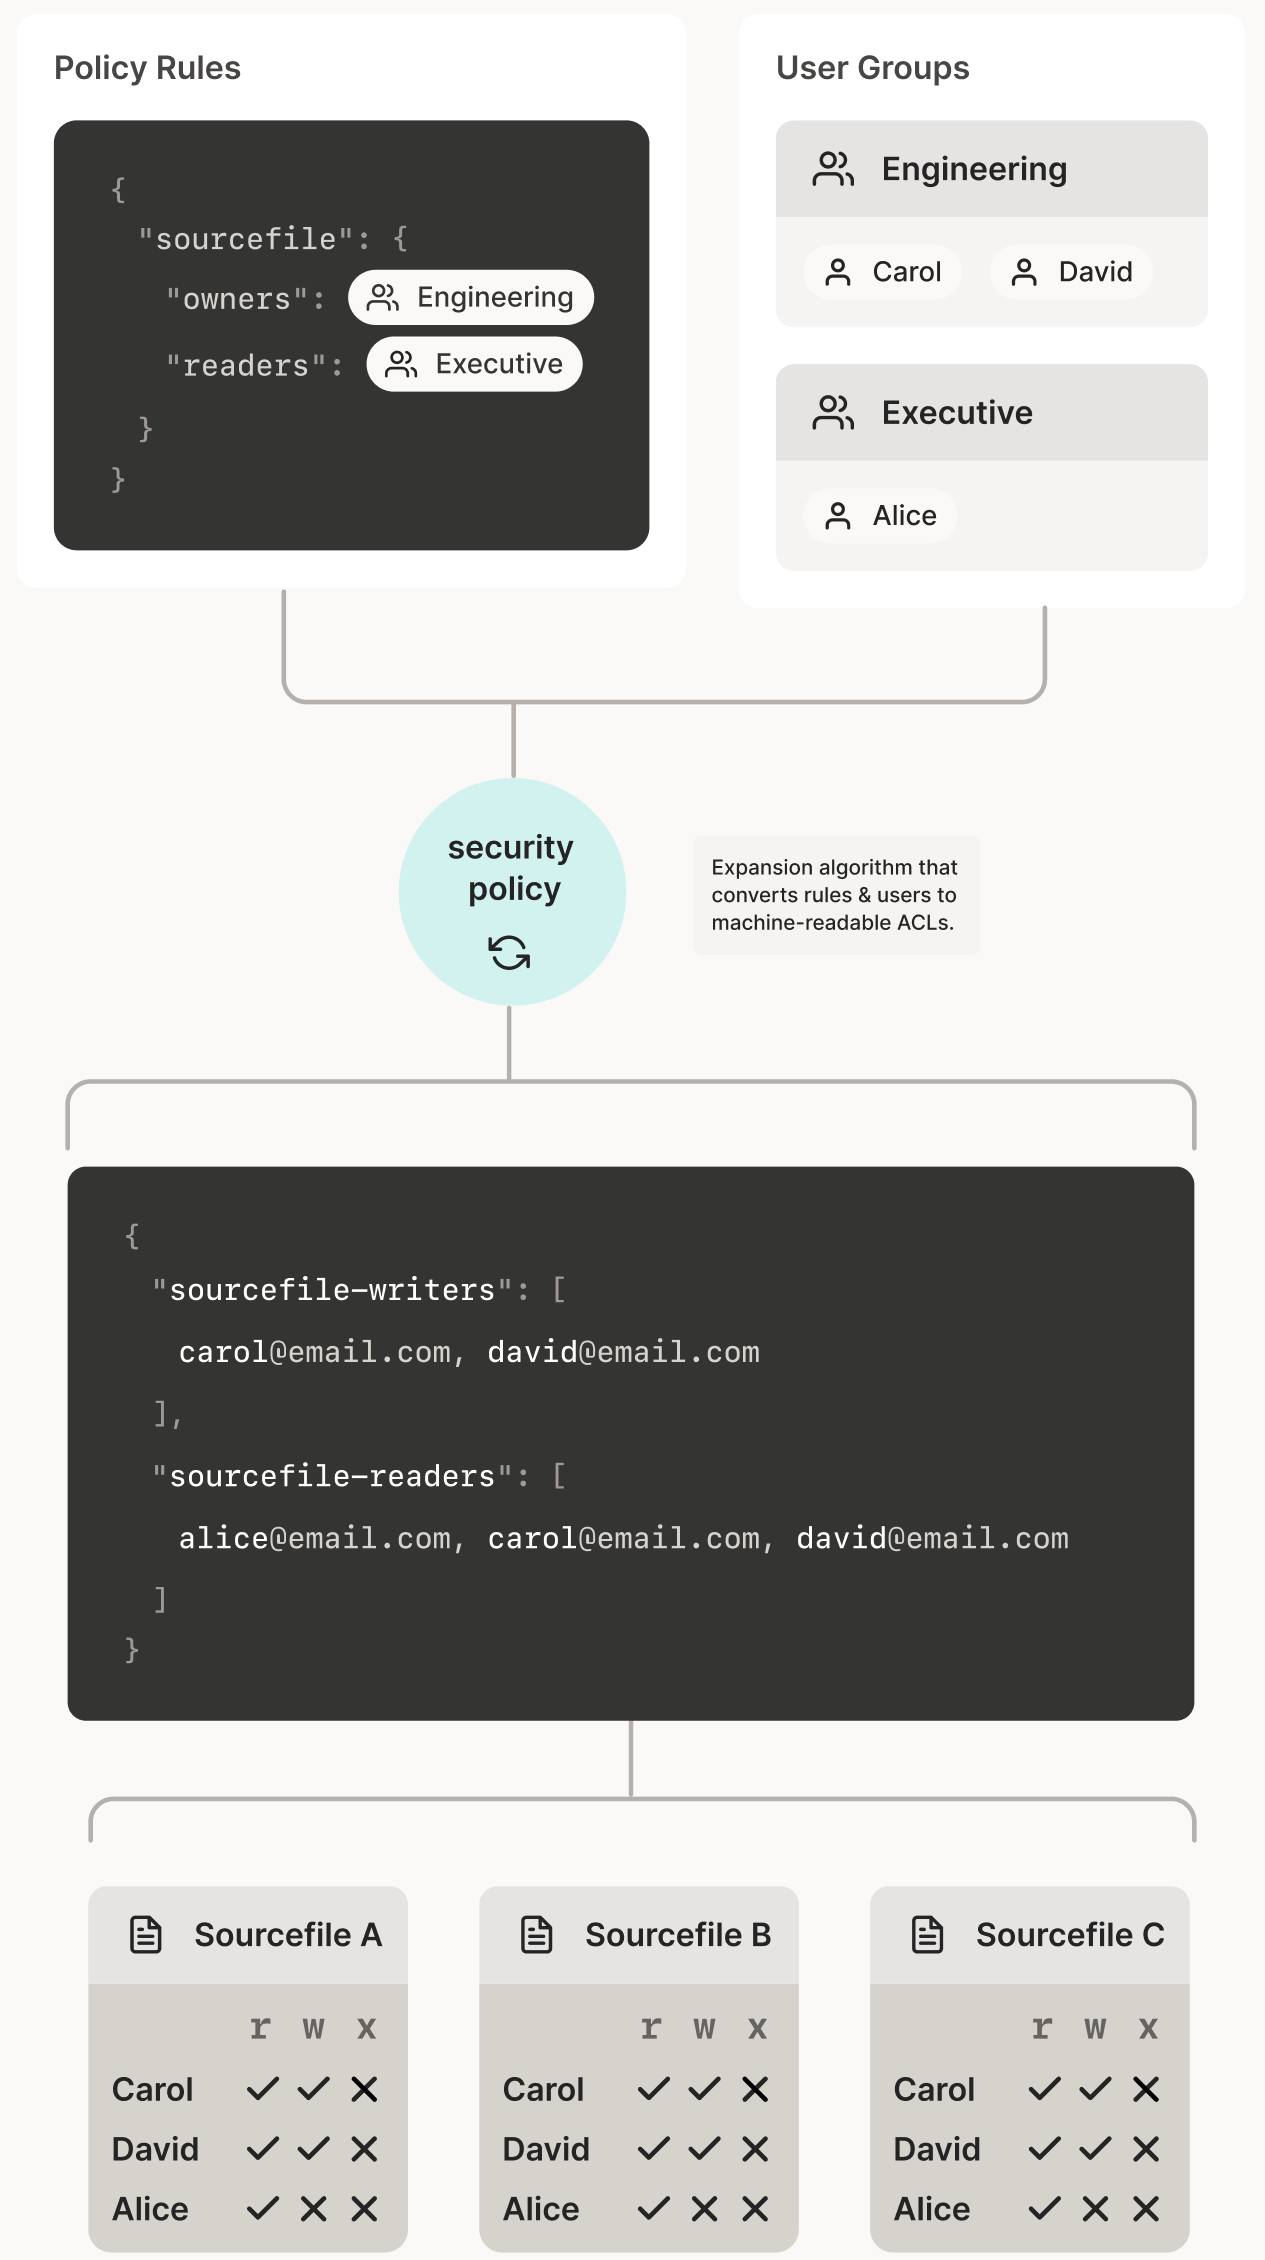 Policy Rules
{
"sourcefile": {
"owners": Engineering
"readers": Executive
}
}
User Groups
Engineering
Carol David
Executive
Alice
security
policy
Expansion algorithm that
converts rules & users to
machine-readable ACLs.
{
"sourcefile-writers": [
carol@email.com, david@email.com
],
"sourcefile-readers": [
alice@email.com, carol@email.com, david@email.com
]
}
Sourcefile A
r w x
Carol ✓ ✓ ✕
David ✓ ✓ ✕
Alice ✓ ✕ ✕
Sourcefile B
r w x
Carol ✓ ✓ ✕
David ✓ ✓ ✕
Alice ✓ ✕ ✕
Sourcefile C
r w x
Carol ✓ ✓ ✕
David ✓ ✓ ✕
Alice ✓ ✕ ✕